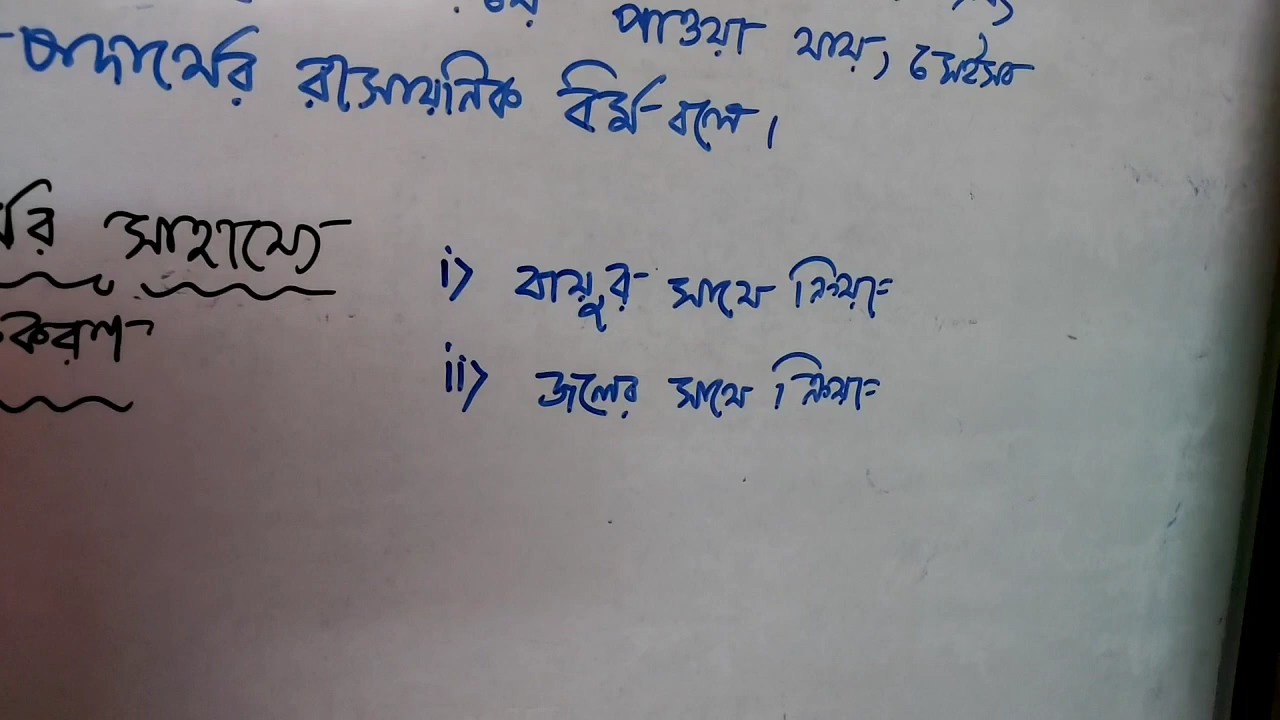 পাওয়া যায়, সেইসব
পদার্থের রাসায়নিক ধর্ম বলে।
সাহায্যে
করণ
i> বায়ুর সাথে ক্রিয়াঃ
ii> জলের সাথে ক্রিয়াঃ